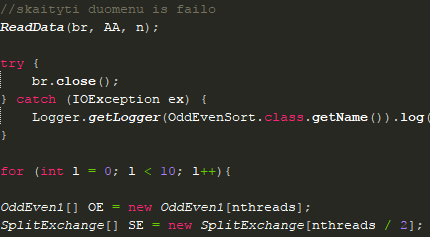 //skaityti duomenu is failo
ReadData(br, AA, n);
try {
br.close();
} catch (IOException ex) {
Logger.getLogger(OddEvenSort.class.getName()).log(
}
for (int l = 0; l < 10; l++){
OddEven1[] OE = new OddEven1[nthreads];
SplitExchange[] SE = new SplitExchange[nthreads / 2];